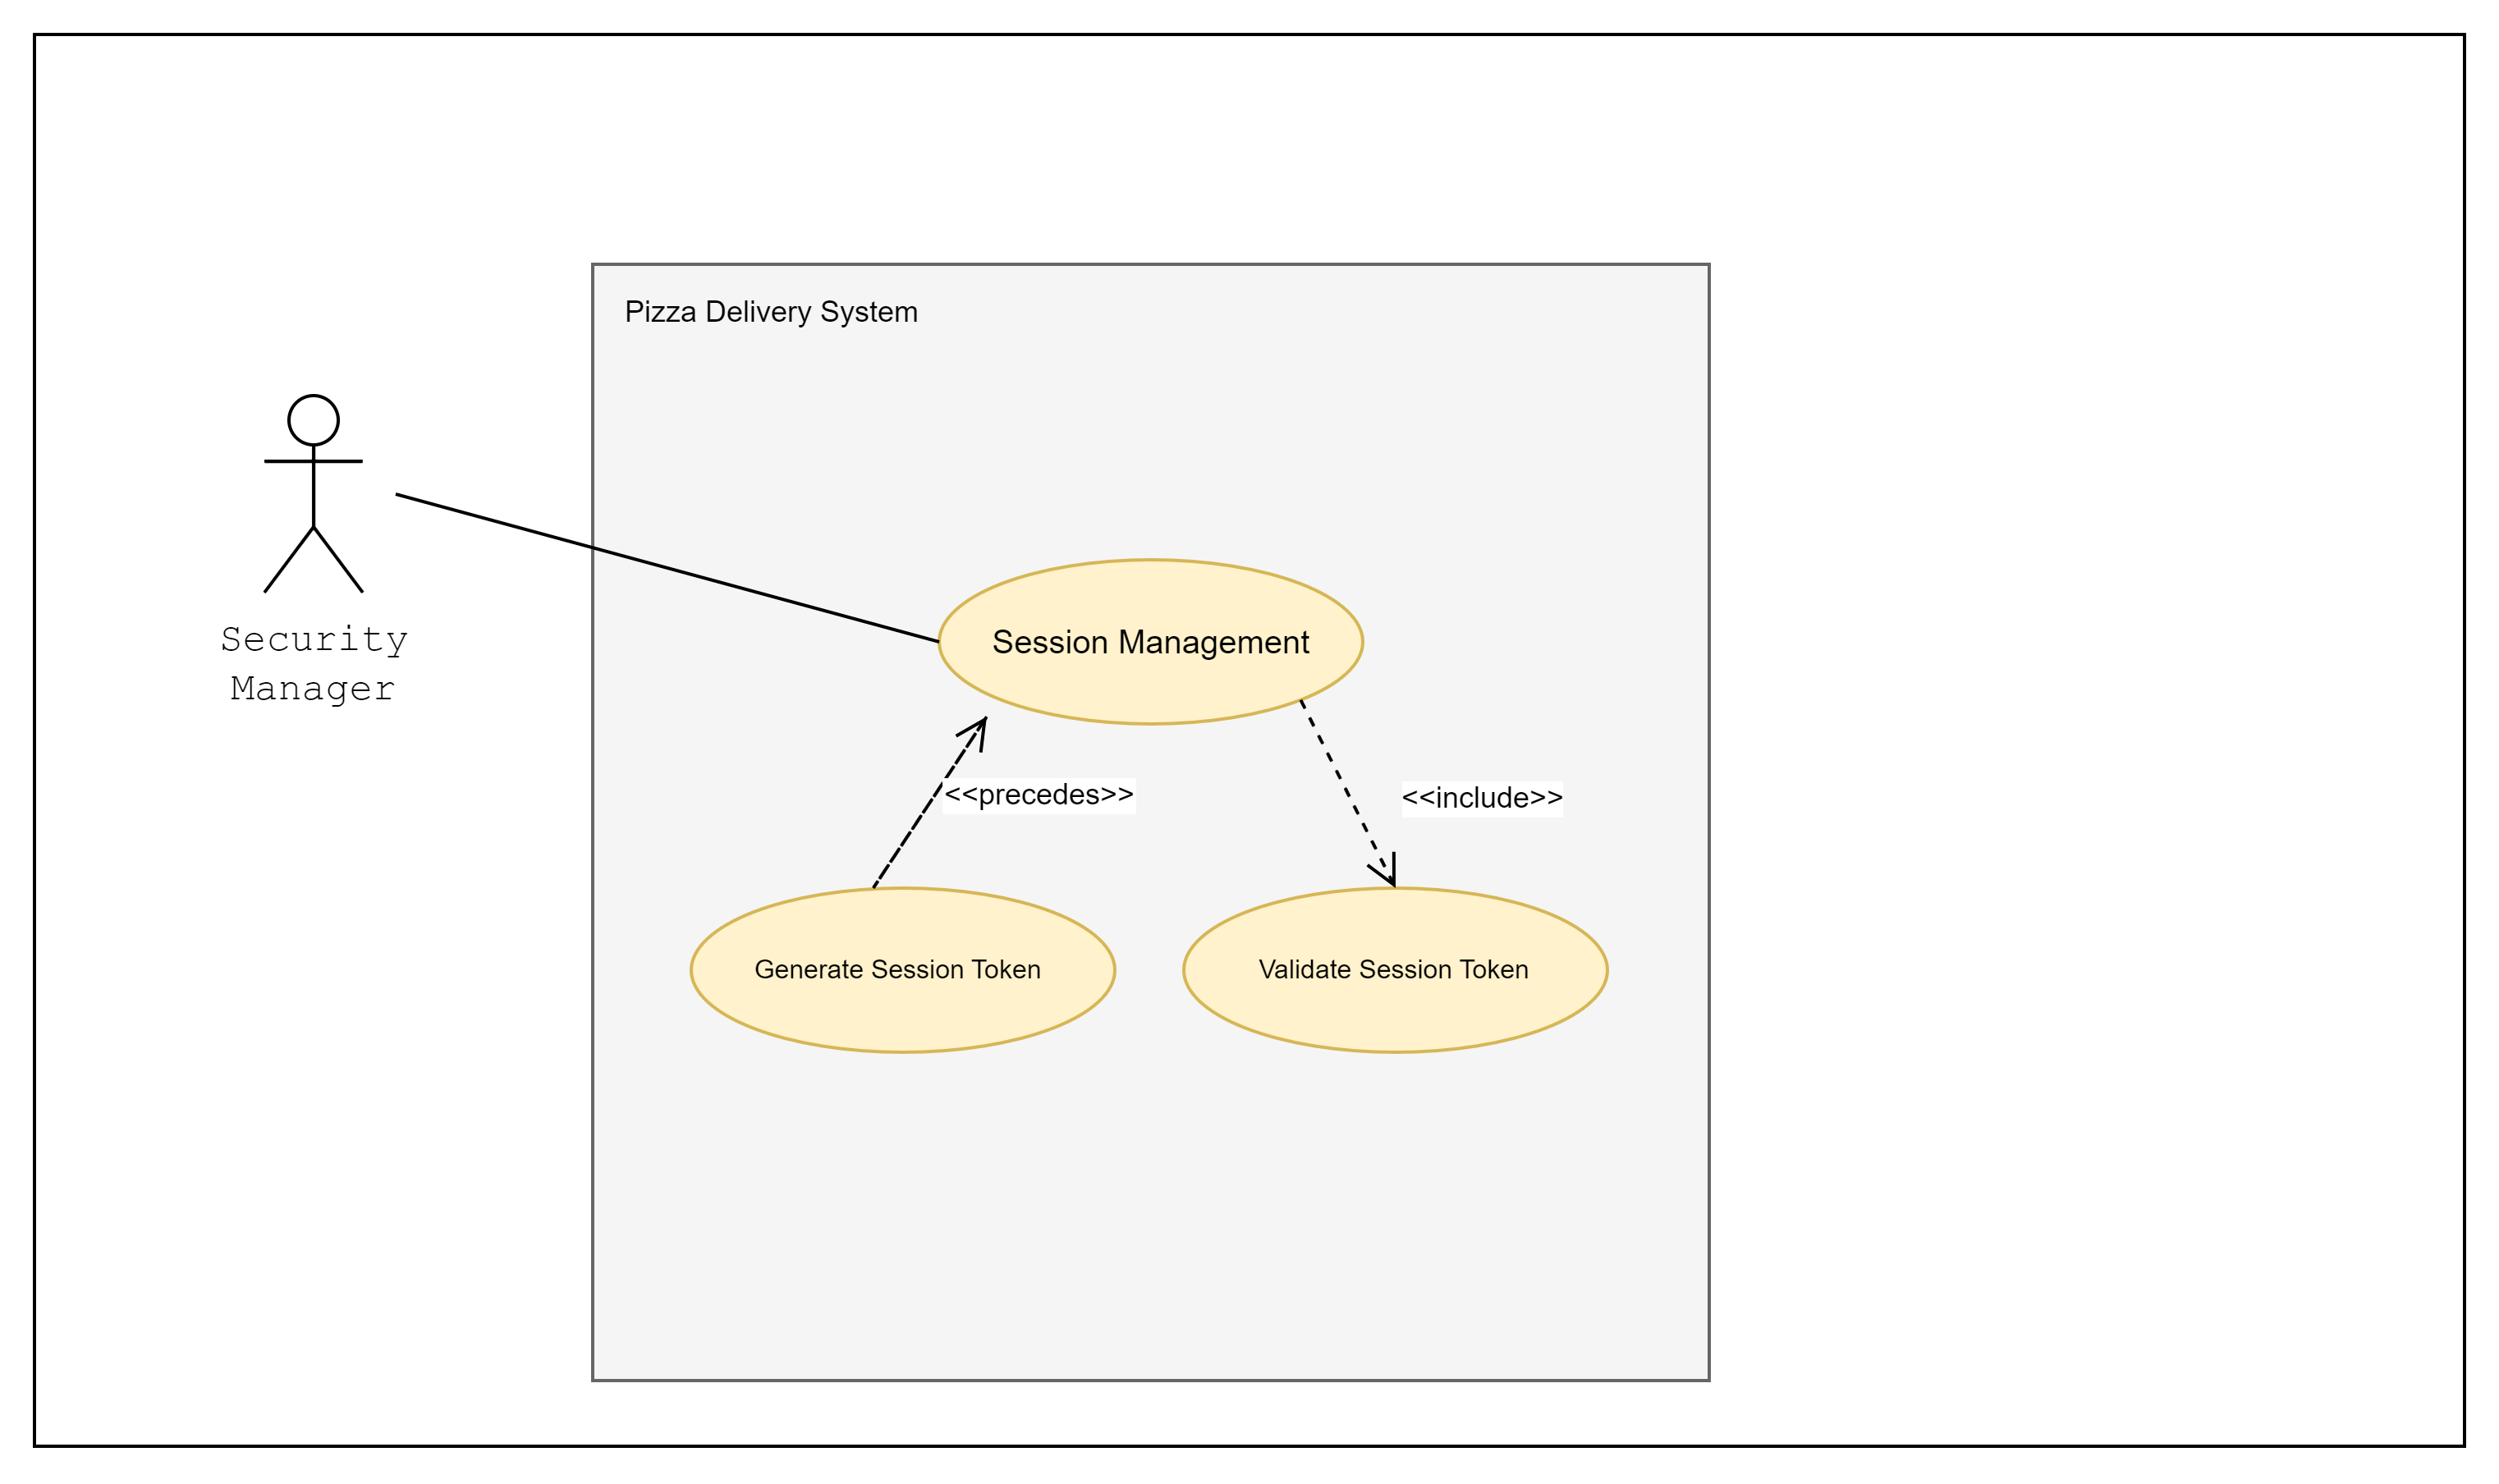 Pizza Delivery System
Security
Manager
Session Management
<<precedes>>
<<include>>
Generate Session Token
Validate Session Token